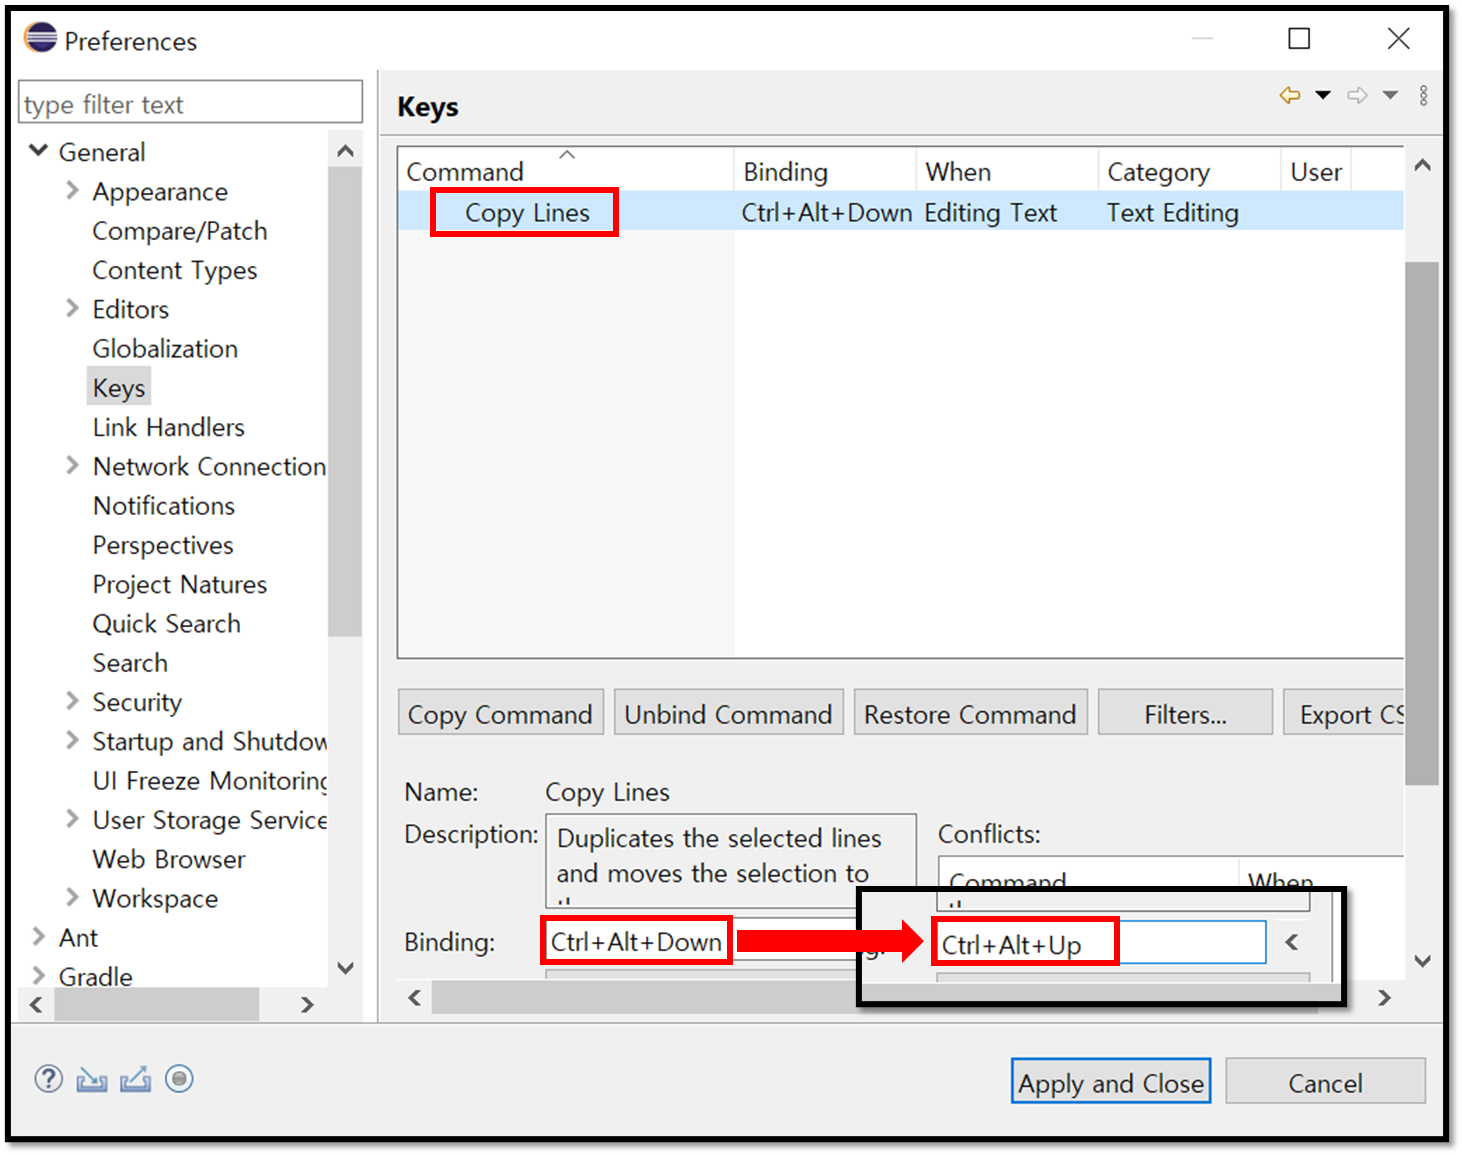 Preferences
type filter text
General
Appearance
Compare/Patch
Content Types
Editors
Globalization
Keys
Link Handlers
Network Connection
Notifications
Perspectives
Project Natures
Quick Search
Search
Security
Startup and Shutdow
UI Freeze Monitoring
User Storage Service
Web Browser
Workspace
Ant
Gradle
Keys
Command Binding When Category User
Copy Lines Ctrl+Alt+Down Editing Text Text Editing
Copy Command Unbind Command Restore Command Filters... Export CS
Name: Copy Lines
Description: Duplicates the selected lines
and moves the selection to
Conflicts:
Command When
Binding: Ctrl+Alt+Down
Ctrl+Alt+Up <
Apply and Close Cancel